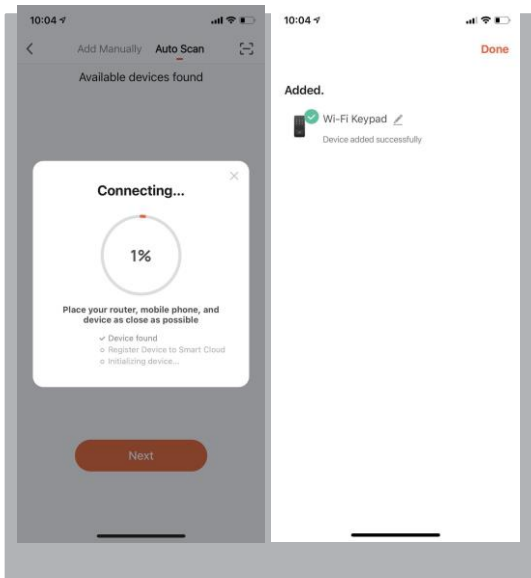 10:04
Add Manually Auto Scan
Available devices found
Connecting...
1%
Place your router, mobile phone, and
device as close as possible
Device found
Register Device to Smart Cloud
Initializing device...
Next
10:04
Done
Added.
Wi-Fi Keypad
Device added successfully